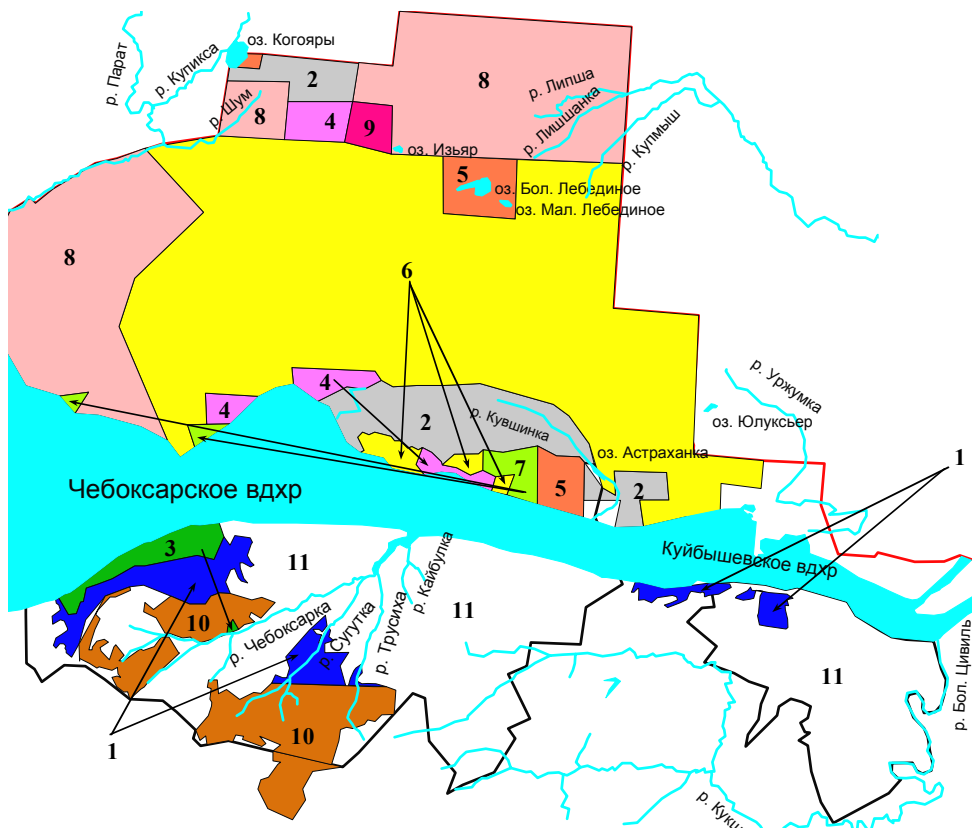 оз. Когояры
р. Парат
р. Купикса
2
8
р. Липша
р. Шум
8
4
9
р. Лишшанка
р. Купмыш
оз. Изьяр
5
оз. Бол. Лебединое
оз. Мал. Лебединое
8
6
4
4
2
р. Кувшинка
р. Уржумка
оз. Юлуксьер
оз. Астраханка
7
5
2
1
Чебоксарское вдхр
Куйбышевское вдхр
3
11
р. Кайбулка
11
10
р. Чебоксарка
р. Сугутка
р. Трусиха
11
р. Бол. Цивиль
1
10
р. Кукш